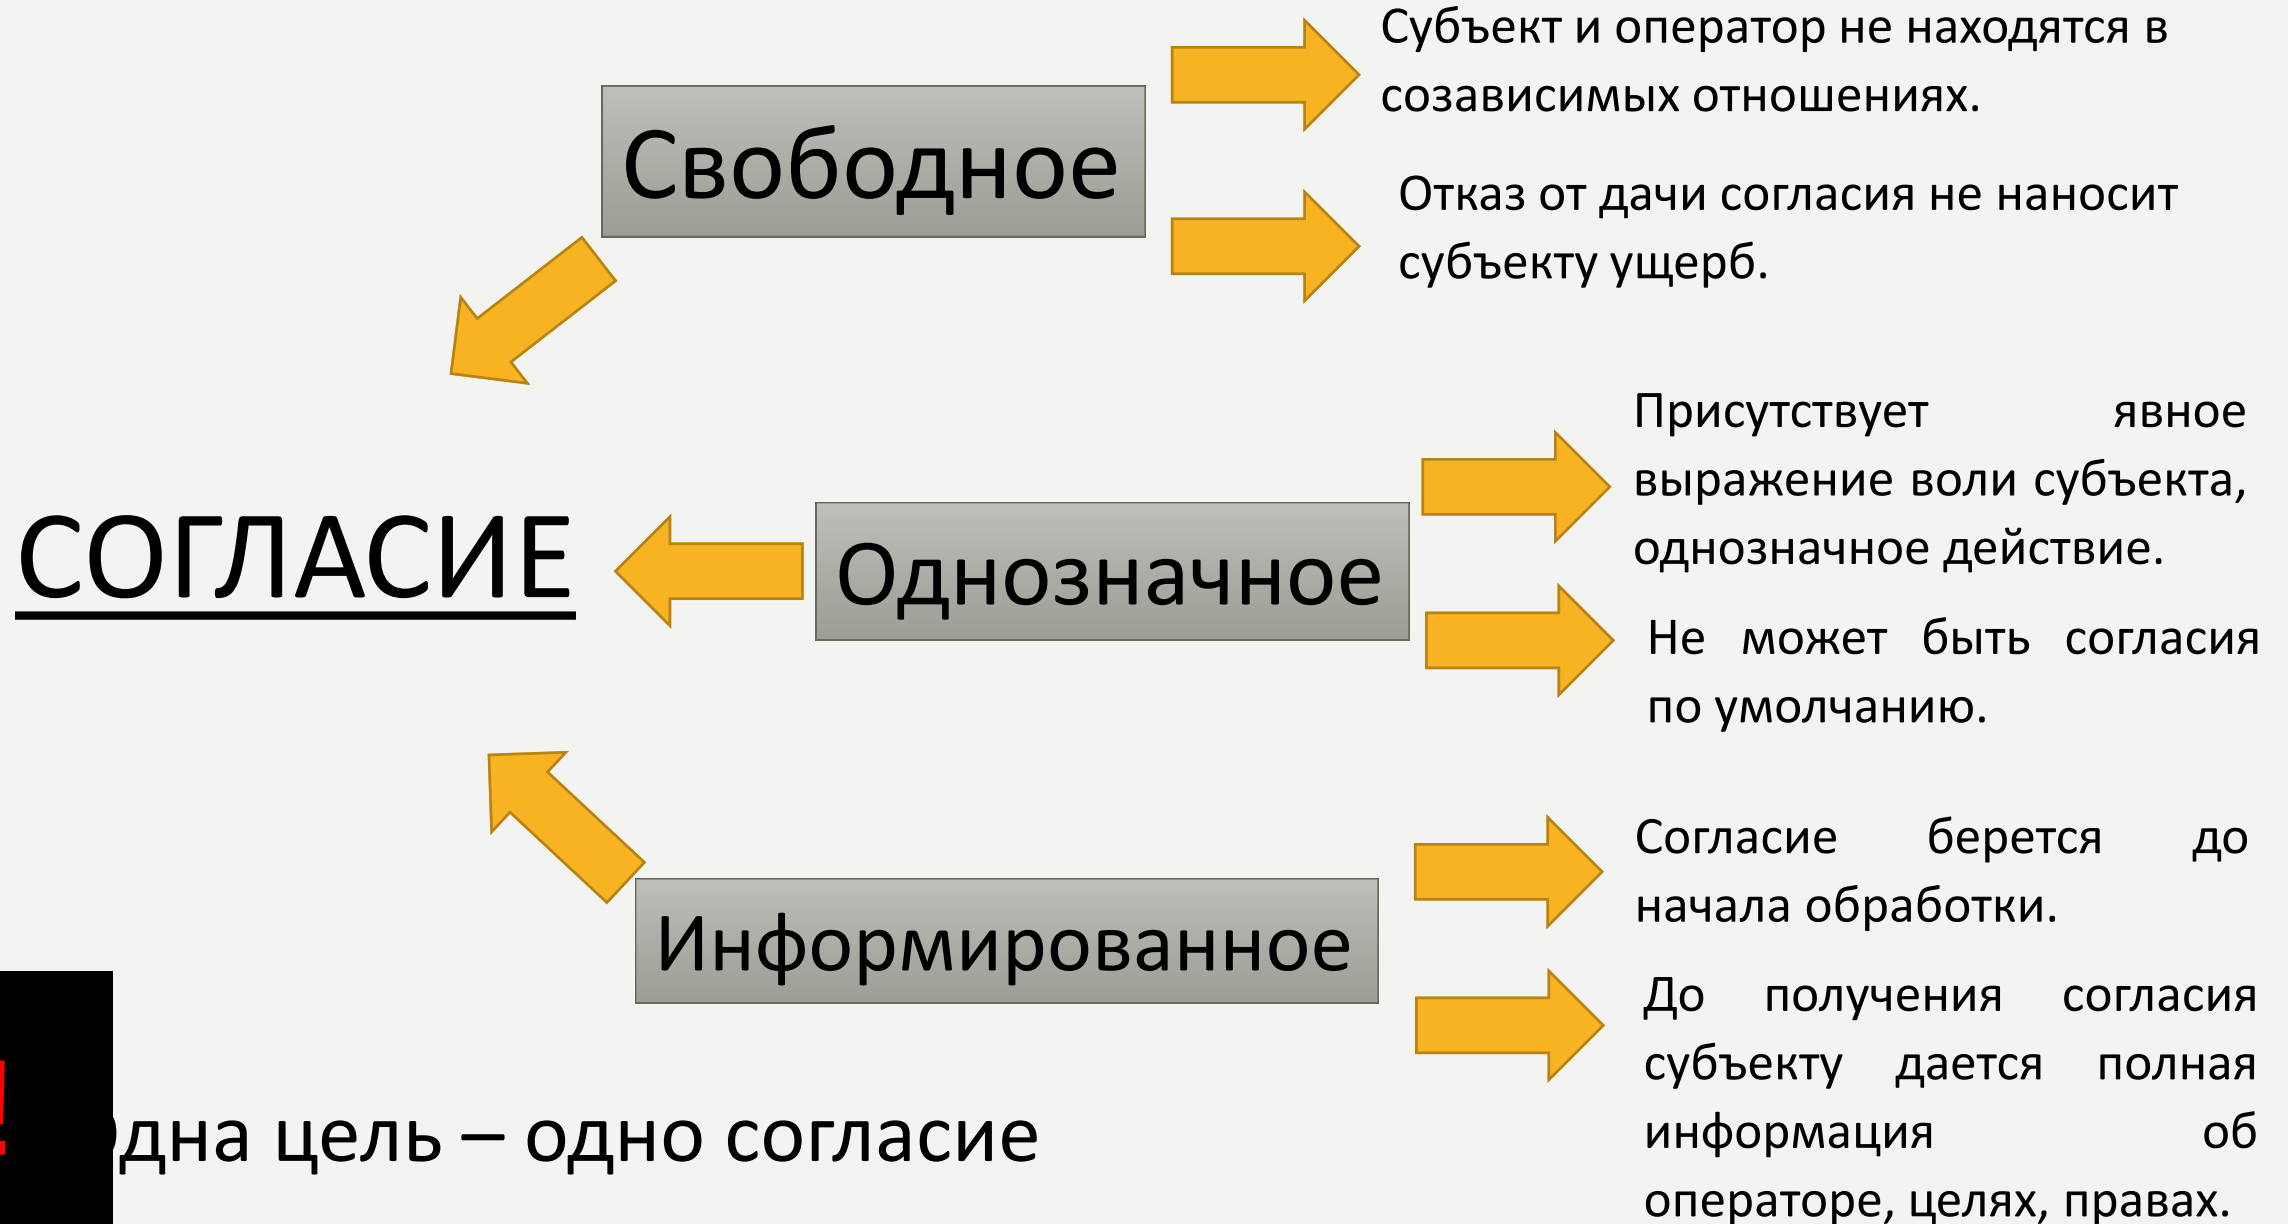 Субъект и оператор не находятся в
созависимых отношениях.
Свободное
Отказ от дачи согласия не наносит
субъекту ущерб.
Присутствует явное
выражение воли субъекта,
однозначное действие.
СОГЛАСИЕ
Однозначное
Не может быть согласия
по умолчанию.
Согласие берется до
начала обработки.
Информированное
До получения согласия
субъекту дается полная
информация об
операторе, целях, правах.
!
дна цель – одно согласие